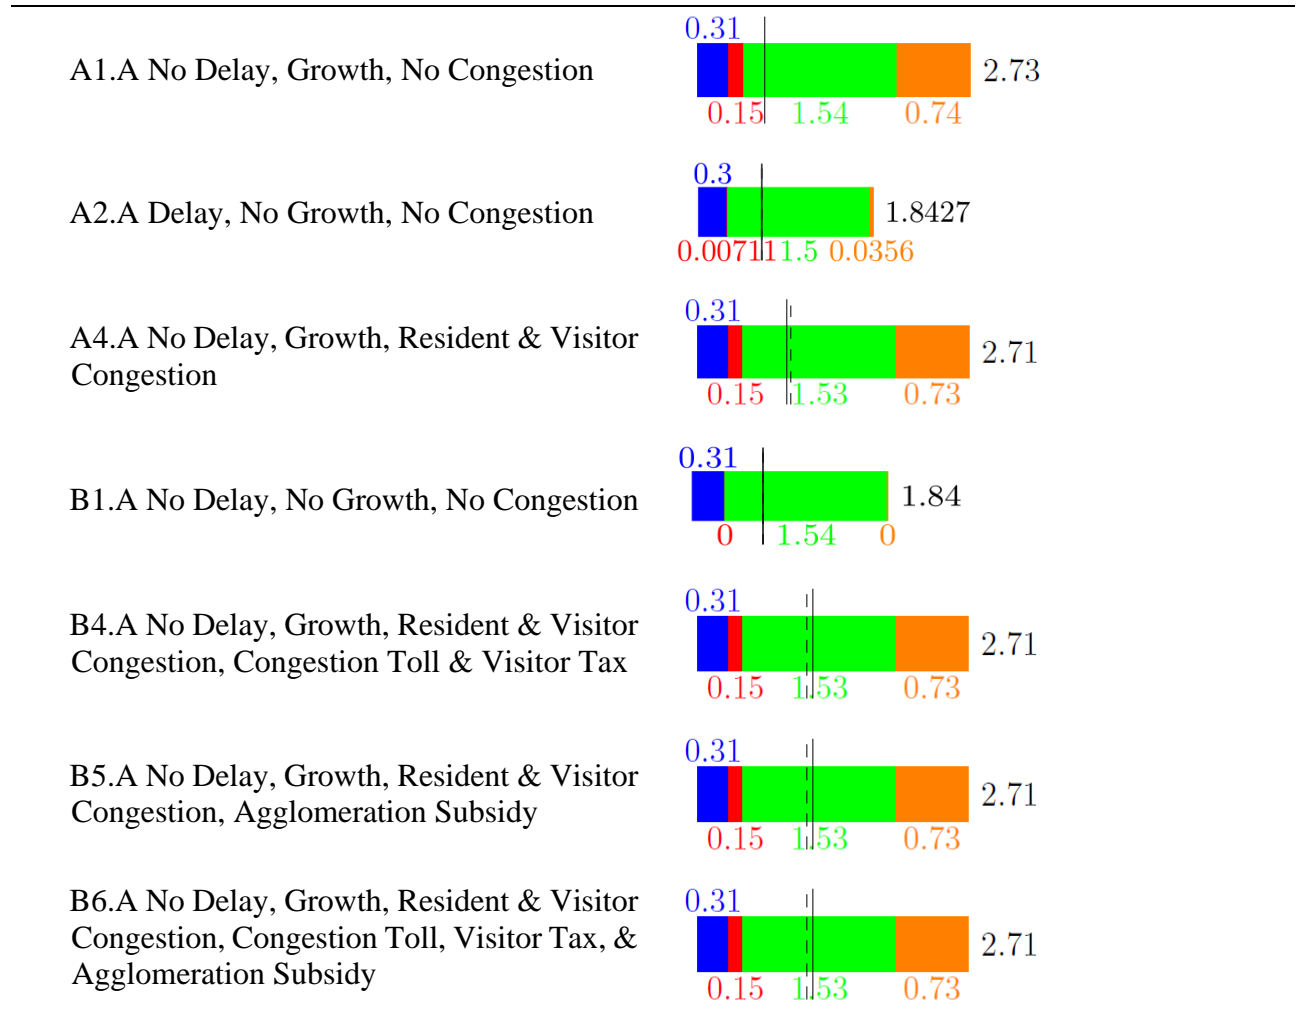 0.31
A1.A No Delay, Growth, No Congestion
2.73
0.15 1.54 0.74
0.3
A2.A Delay, No Growth, No Congestion
1.8427
0.00711 1.5 0.0356
0.31
A4.A No Delay, Growth, Resident & Visitor
Congestion
2.71
0.15 1.53 0.73
0.31
B1.A No Delay, No Growth, No Congestion
1.84
0 1.54 0
0.31
B4.A No Delay, Growth, Resident & Visitor
Congestion, Congestion Toll & Visitor Tax
2.71
0.15 1.53 0.73
0.31
B5.A No Delay, Growth, Resident & Visitor
Congestion, Agglomeration Subsidy
2.71
0.15 1.53 0.73
0.31
B6.A No Delay, Growth, Resident & Visitor
Congestion, Congestion Toll, Visitor Tax, &
Agglomeration Subsidy
2.71
0.15 1.53 0.73